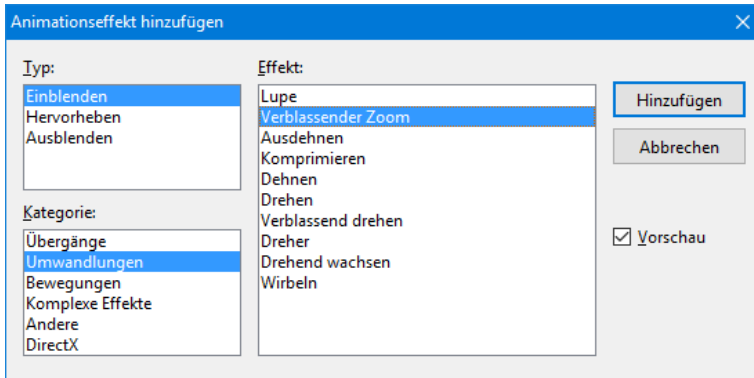 Animationseffekt hinzufügen
Typ:
Einblenden
Hervorheben
Ausblenden
Kategorie:
Übergänge
Umwandlungen
Bewegungen
Komplexe Effekte
Andere
DirectX
Effekt:
Lupe
Verblassender Zoom
Ausdehnen
Komprimieren
Dehnen
Drehen
Verblassend drehen
Dreher
Drehend wachsen
Wirbeln
Hinzufügen
Abbrechen
Vorschau